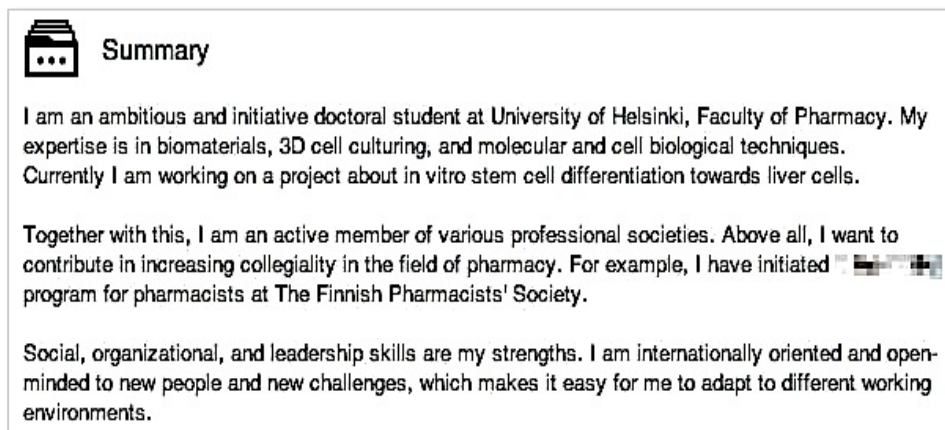 Summary
I am an ambitious and initiative doctoral student at University of Helsinki, Faculty of Pharmacy. My
expertise is in biomaterials, 3D cell culturing, and molecular and cell biological techniques.
Currently I am working on a project about in vitro stem cell differentiation towards liver cells.
Together with this, I am an active member of various professional societies. Above all, I want to
contribute in increasing collegiality in the field of pharmacy. For example, I have initiated
program for pharmacists at The Finnish Pharmacists' Society.
Social, organizational, and leadership skills are my strengths. I am internationally oriented and open-
minded to new people and new challenges, which makes it easy for me to adapt to different working
environments.